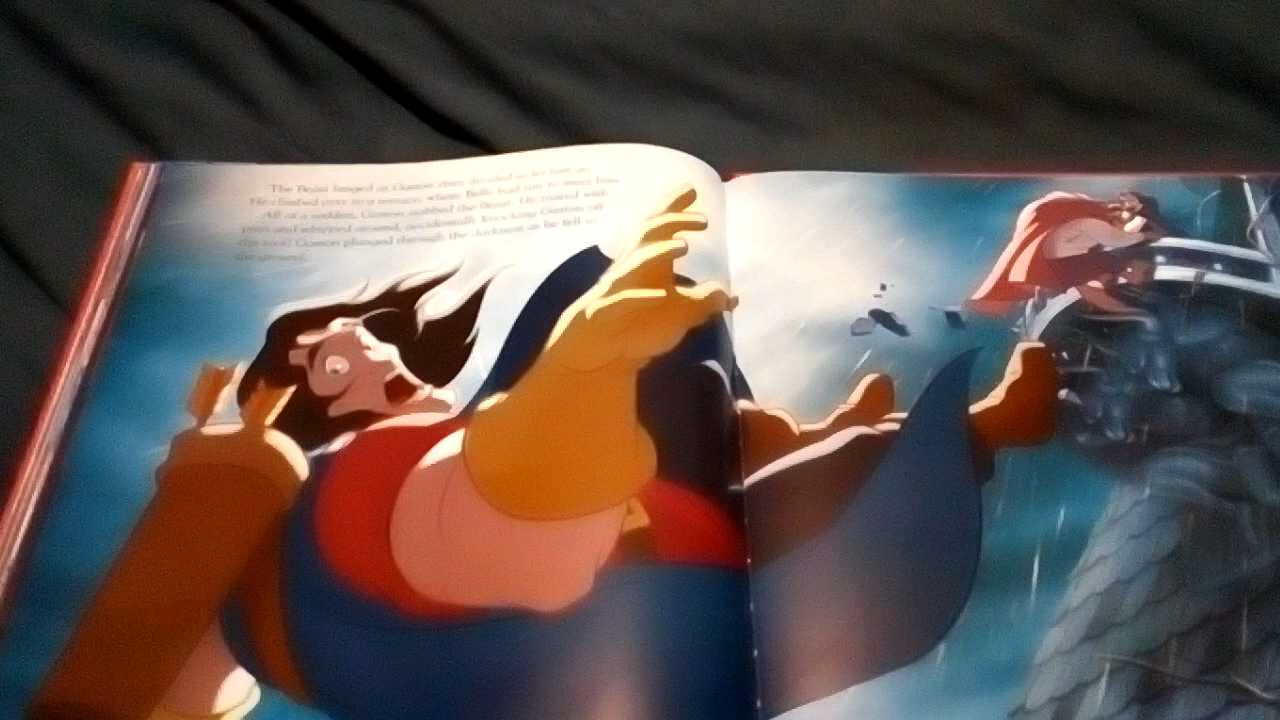 The Beast lunged at Gaston, then decided to let him go.
He climbed over to a terrace, where Belle had run to meet him.
All of a sudden, Gaston stabbed the Beast. He roared with
pain and whipped around, accidentally knocking Gaston off
the roof! Gaston plunged through the darkness as he fell to
the ground.